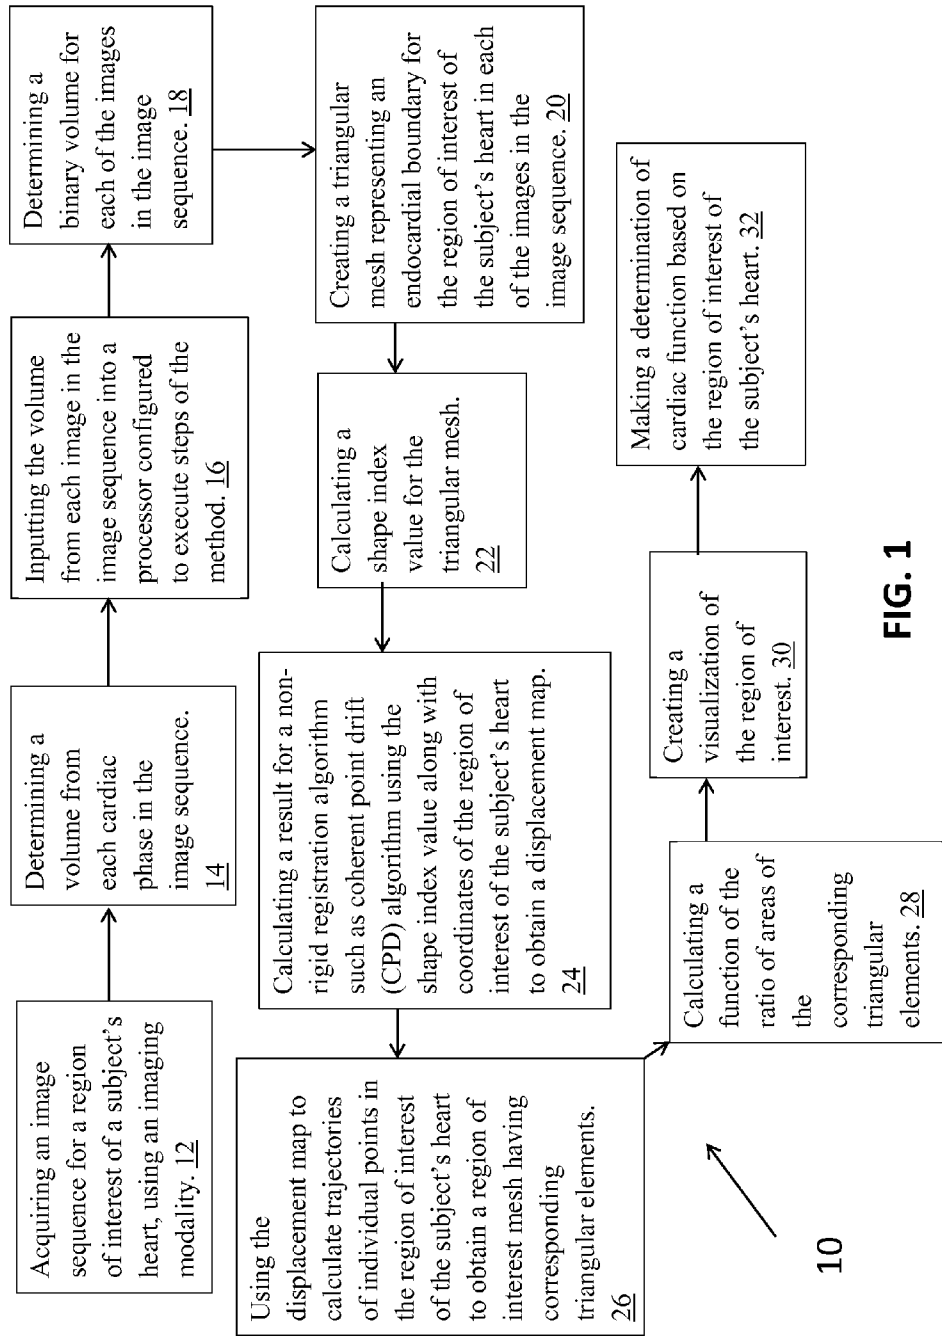 Acquiring an image
sequence for a region
of interest of a subject's
heart, using an imaging
modality. 12
Determining a
volume from
each cardiac
phase in the
image sequence.
14
Inputting the volume
from each image in the
image sequence into a
processor configured
to execute steps of the
method. 16
Determining a
binary volume for
each of the images
in the image
sequence. 18
Creating a triangular
mesh representing an
endocardial boundary for
the region of interest of
the subject's heart in each
of the images in the
image sequence. 20
Calculating a
shape index
value for the
triangular mesh.
22
Calculating a result for a non-
rigid registration algorithm
such as coherent point drift
(CPD) algorithm using the
shape index value along with
coordinates of the region of
interest of the subject's heart
to obtain a displacement map.
24
Using the
displacement map to
calculate trajectories
of individual points in
the region of interest
of the subject's heart
to obtain a region of
interest mesh having
corresponding
triangular elements.
26
Calculating a
function of the
ratio of areas of
the
corresponding
triangular
elements. 28
Creating a
visualization of
the region of
interest. 30
Making a determination of
cardiac function based on
the region of interest of
the subject's heart. 32
10
FIG. 1